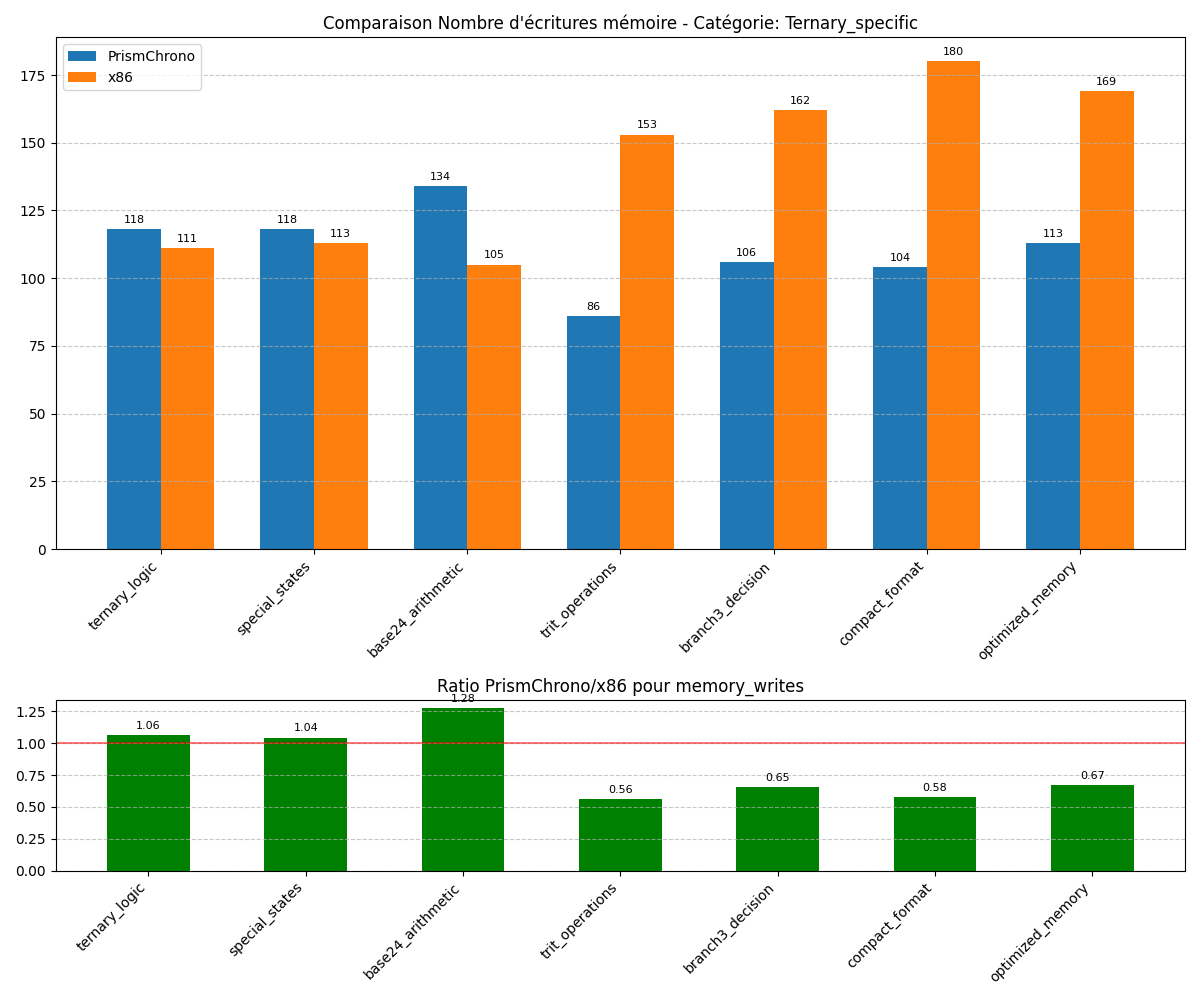 Comparaison Nombre d'écritures mémoire - Catégorie: Ternary_specific
PrismChrono
x86
175
150
125
100
75
50
25
0
118
111
118
113
134
105
86
153
106
162
104
180
113
169
ternary_logic
special_states
base24_arithmetic
trit_operations
branch3_decision
compact_format
optimized_memory
Ratio PrismChrono/x86 pour memory_writes
1.25
1.00
0.75
0.50
0.25
0.00
1.06
1.04
1.28
0.56
0.65
0.58
0.67
ternary_logic
special_states
base24_arithmetic
trit_operations
branch3_decision
compact_format
optimized_memory